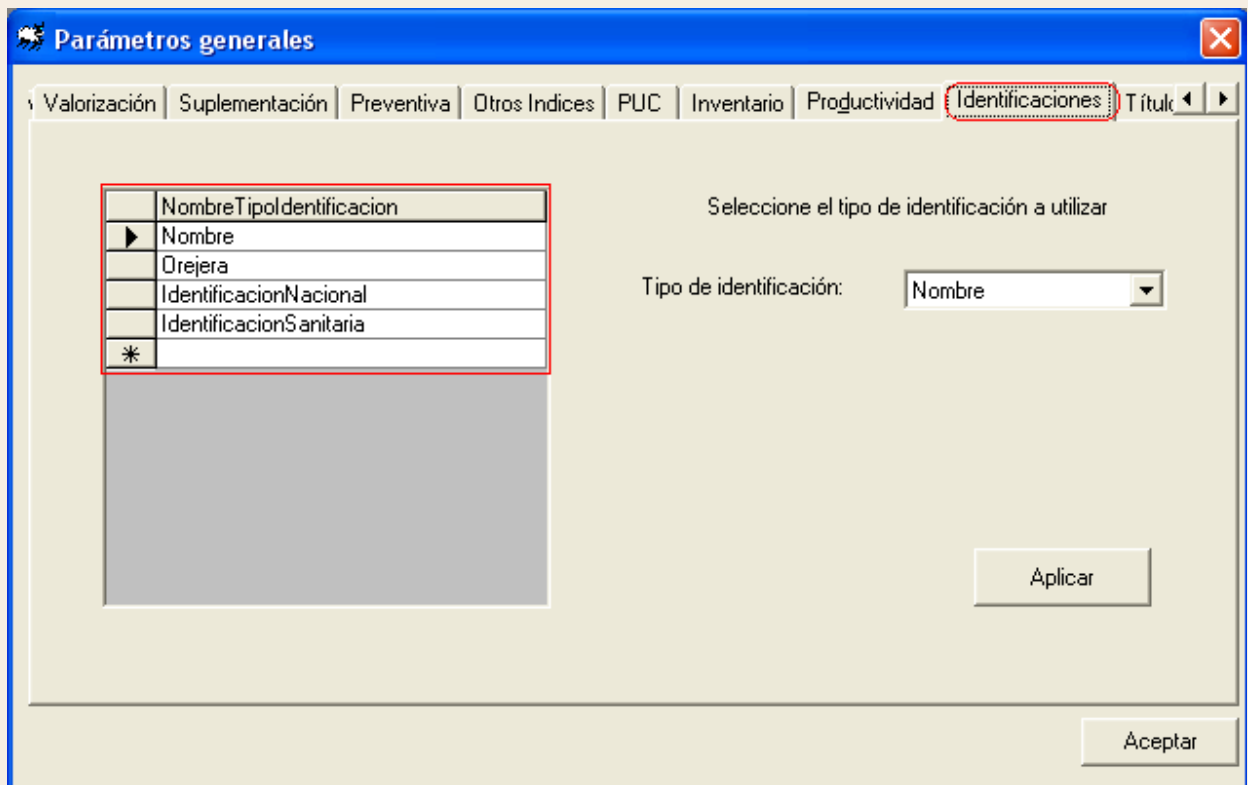 Parámetros generales
Valorización Suplementación Preventiva Otros Indices PUC Inventario Productividad Identificaciones Títulc
NombreTipoIdentificacion
Nombre
Orejera
IdentificacionNacional
IdentificacionSanitaria
Seleccione el tipo de identificación a utilizar
Tipo de identificación: Nombre
Aplicar
Aceptar